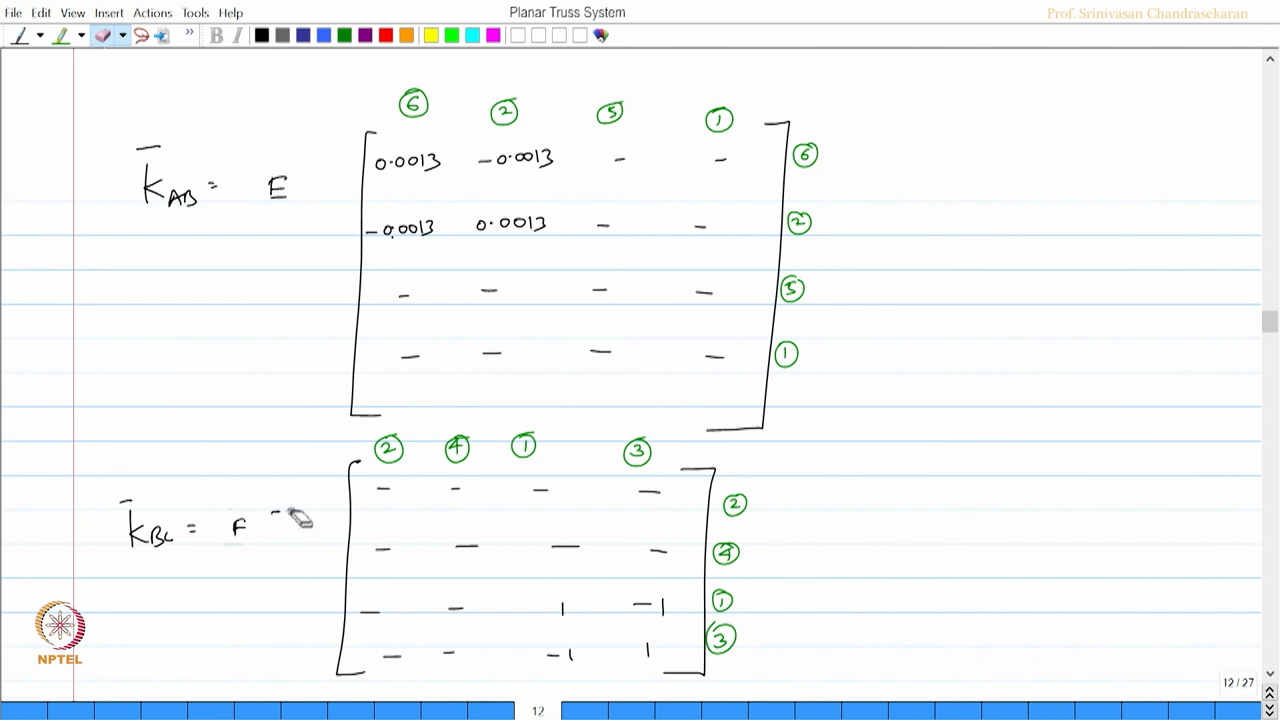 File Edit View Insert Actions Tools Help
Planar Truss System
Prof. Srinivasan Chandrasekaran
B I
6 2 5 1
0.0013 -0.0013 - - 6
K̅AB = E
-0.0013 0.0013 - - 2
- - - - 5
- - - - 1
2 4 1 3
- - - - 2
K̅BC = E -
- - - - 4
- - 1 -1 1
- - -1 1 3
NPTEL
12 / 27
12